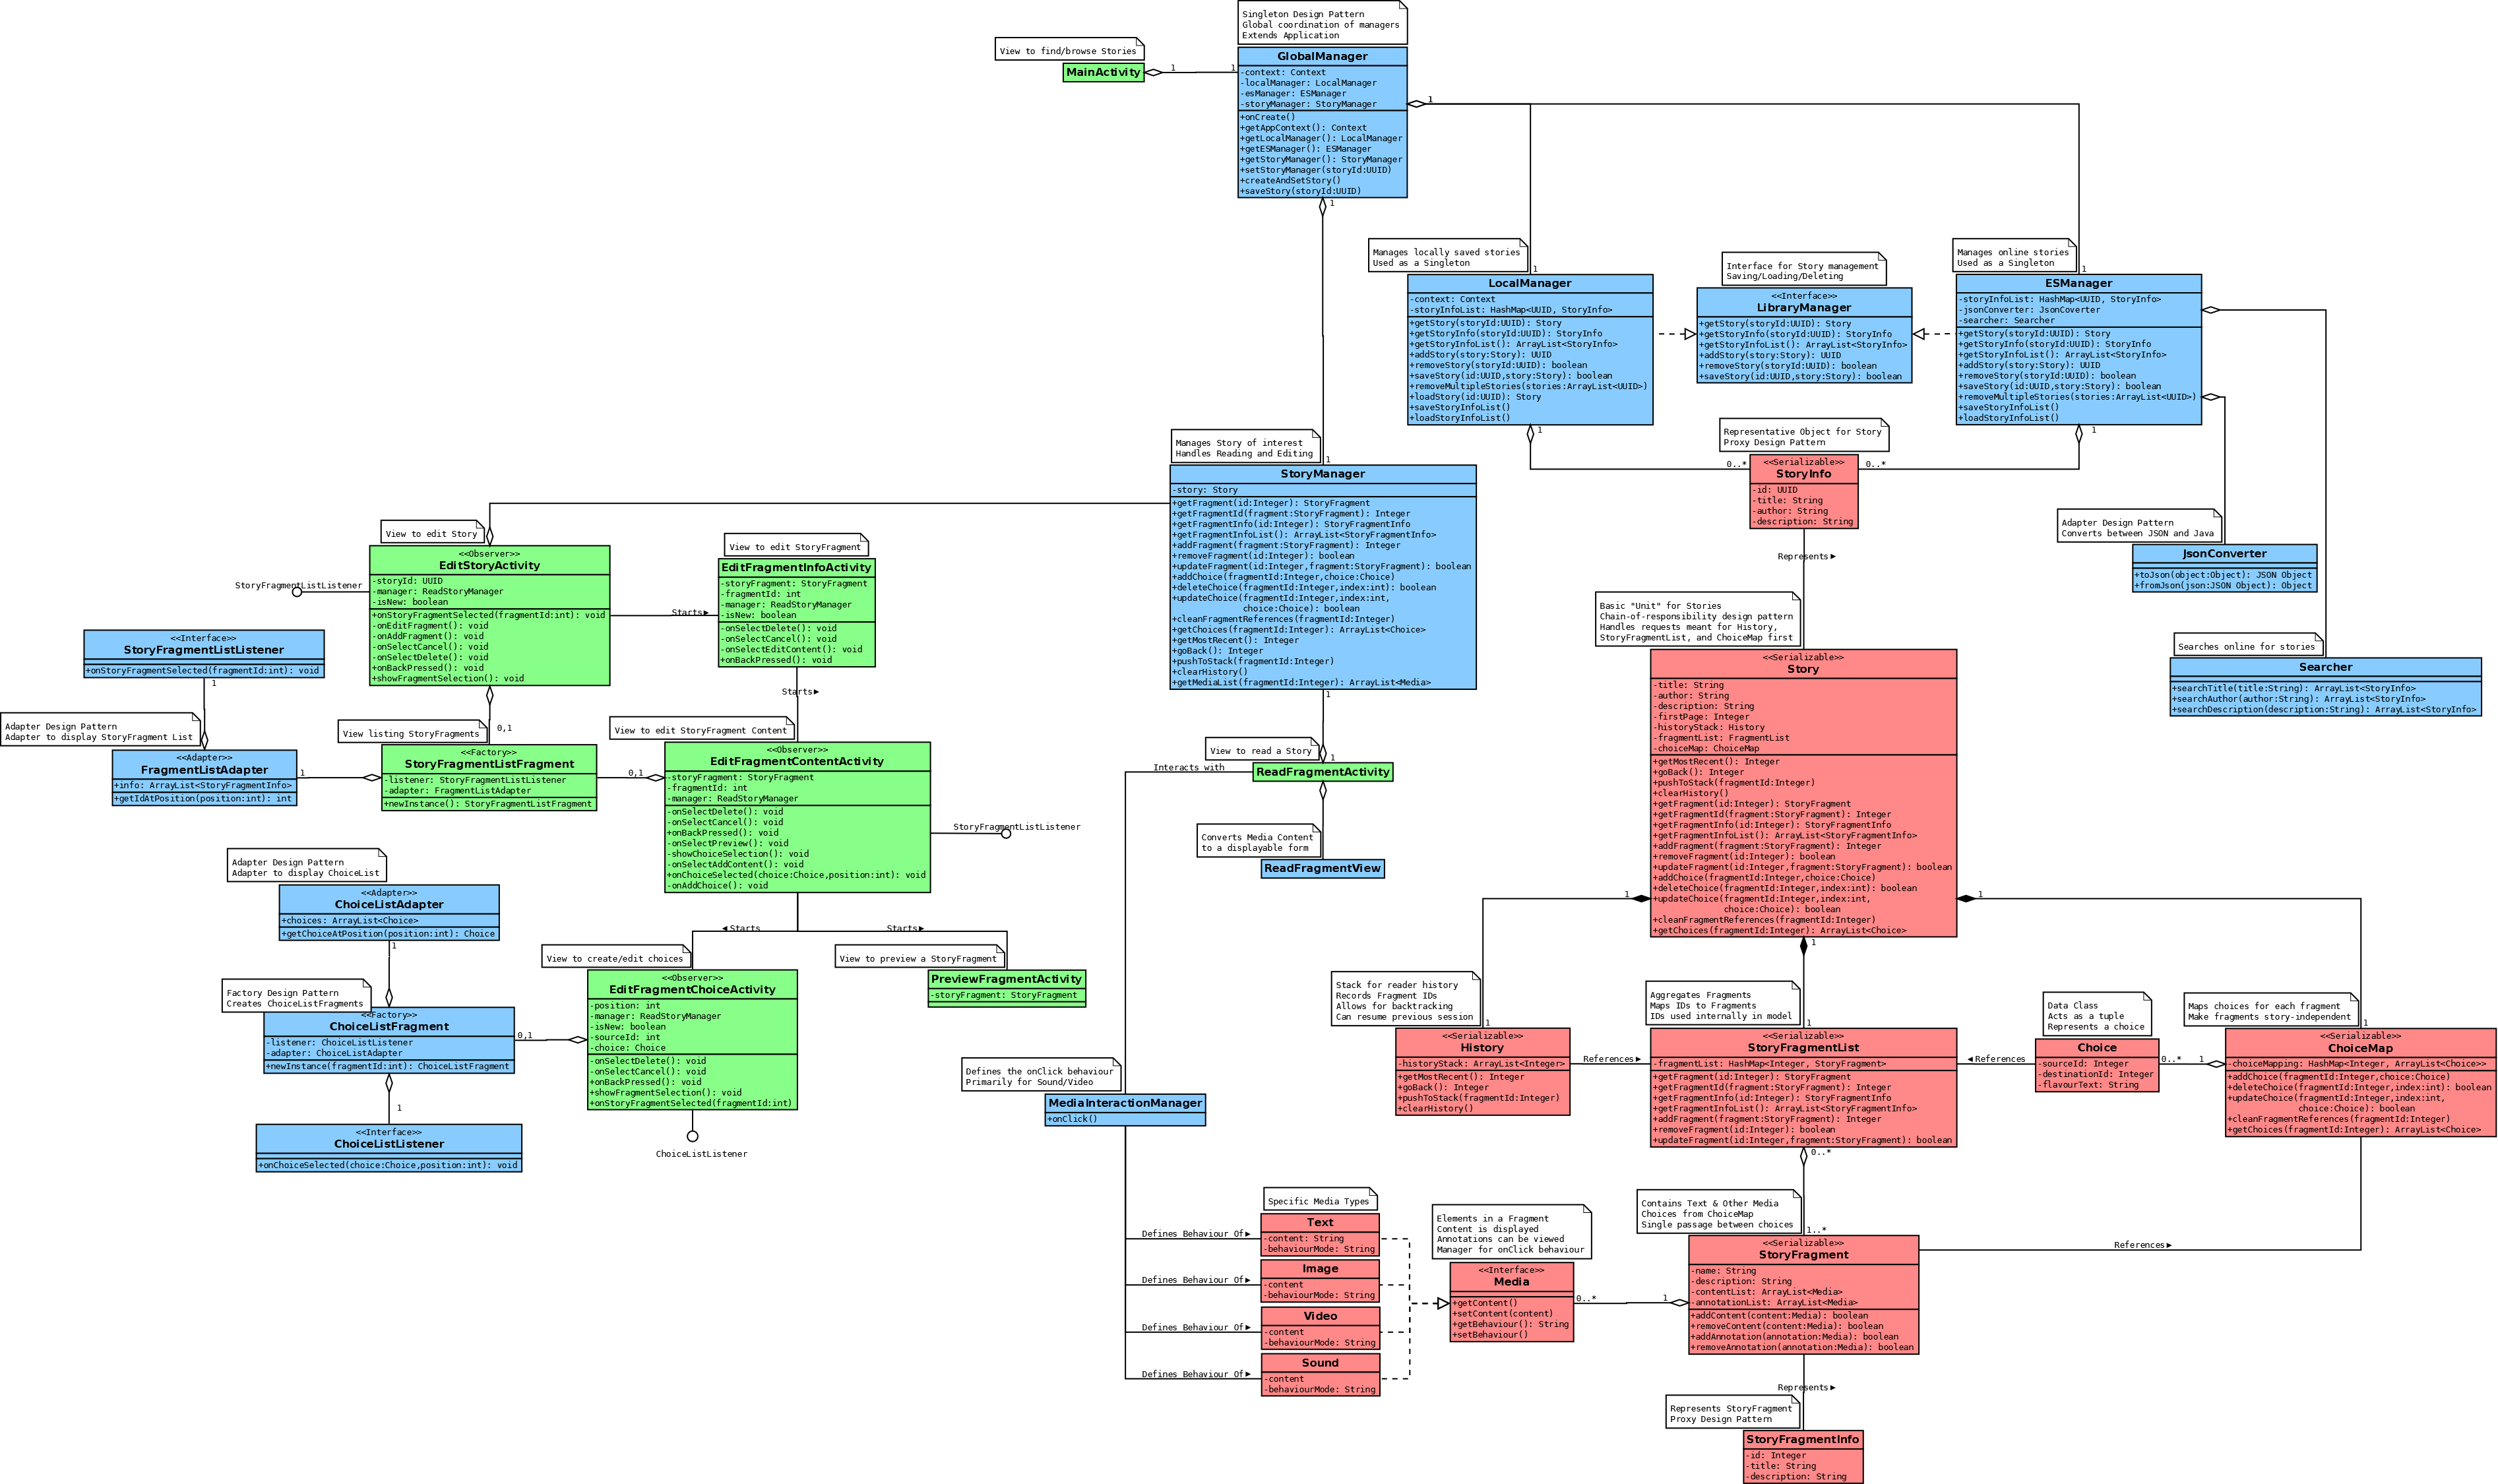 Singleton Design Pattern
Global coordination of managers
Extends Application
View to find/browse Stories
MainActivity
1
1
GlobalManager
-context: Context
-localManager: LocalManager
-esManager: ESManager
-storyManager: StoryManager
+onCreate()
+getAppContext(): Context
+getLocalManager(): LocalManager
+getESManager(): ESManager
+getStoryManager(): StoryManager
+setStoryManager(storyId:UUID)
+createAndSetStory()
+saveStory(storyId:UUID)
1
1
Manages locally saved stories
Used as a Singleton
1
LocalManager
-context: Context
-storyInfoList: HashMap<UUID, StoryInfo>
+getStory(storyId:UUID): Story
+getStoryInfo(storyId:UUID): StoryInfo
+getStoryInfoList(): ArrayList<StoryInfo>
+addStory(story:Story): UUID
+removeStory(storyId:UUID): boolean
+saveStory(id:UUID,story:Story): boolean
+removeMultipleStories(stories:ArrayList<UUID>)
+loadStory(id:UUID): Story
+saveStoryInfoList()
+loadStoryInfoList()
1
0..*
Interface for Story management
Saving/Loading/Deleting
<<Interface>>
LibraryManager
+getStory(storyId:UUID): Story
+getStoryInfo(storyId:UUID): StoryInfo
+getStoryInfoList(): ArrayList<StoryInfo>
+addStory(story:Story): UUID
+removeStory(storyId:UUID): boolean
+saveStory(id:UUID,story:Story): boolean
Manages online stories
Used as a Singleton
1
ESManager
-storyInfoList: HashMap<UUID, StoryInfo>
-jsonConverter: JsonCoverter
-searcher: Searcher
+getStory(storyId:UUID): Story
+getStoryInfo(storyId:UUID): StoryInfo
+getStoryInfoList(): ArrayList<StoryInfo>
+addStory(story:Story): UUID
+removeStory(storyId:UUID): boolean
+saveStory(id:UUID,story:Story): boolean
+removeMultipleStories(stories:ArrayList<UUID>)
+saveStoryInfoList()
+loadStoryInfoList()
1
0..*
Representative Object for Story
Proxy Design Pattern
<<Serializable>>
StoryInfo
-id: UUID
-title: String
-author: String
-description: String
Represents►
Adapter Design Pattern
Converts between JSON and Java
JsonConverter
+toJson(object:Object): JSON Object
+fromJson(json:JSON Object): Object
Searches online for stories
Searcher
+searchTitle(title:String): ArrayList<StoryInfo>
+searchAuthor(author:String): ArrayList<StoryInfo>
+searchDescription(description:String): ArrayList<StoryInfo>
Manages Story of interest
Handles Reading and Editing
1
StoryManager
-story: Story
+getFragment(id:Integer): StoryFragment
+getFragmentId(fragment:StoryFragment): Integer
+getFragmentInfo(id:Integer): StoryFragmentInfo
+getFragmentInfoList(): ArrayList<StoryFragmentInfo>
+addFragment(fragment:StoryFragment): Integer
+removeFragment(id:Integer): boolean
+updateFragment(id:Integer,fragment:StoryFragment): boolean
+addChoice(fragmentId:Integer,choice:Choice)
+deleteChoice(fragmentId:Integer,index:int): boolean
+updateChoice(fragmentId:Integer,index:int,
choice:Choice): boolean
+cleanFragmentReferences(fragmentId:Integer)
+getChoices(fragmentId:Integer): ArrayList<Choice>
+getMostRecent(): Integer
+goBack(): Integer
+pushToStack(fragmentId:Integer)
+clearHistory()
+getMediaList(fragmentId:Integer): ArrayList<Media>
1
View to edit Story
<<Observer>>
EditStoryActivity
-storyId: UUID
-manager: ReadStoryManager
-isNew: boolean
+onStoryFragmentSelected(fragmentId:int): void
-onEditFragment(): void
-onAddFragment(): void
-onSelectCancel(): void
-onSelectDelete(): void
+onBackPressed(): void
+showFragmentSelection(): void
StoryFragmentListListener
Starts►
View to edit StoryFragment
EditFragmentInfoActivity
-storyFragment: StoryFragment
-fragmentId: int
-manager: ReadStoryManager
-isNew: boolean
-onSelectDelete(): void
-onSelectCancel(): void
-onSelectEditContent(): void
+onBackPressed(): void
Starts►
<<Interface>>
StoryFragmentListListener
+onStoryFragmentSelected(fragmentId:int): void
1
Adapter Design Pattern
Adapter to display StoryFragment List
<<Adapter>>
FragmentListAdapter
+info: ArrayList<StoryFragmentInfo>
+getIdAtPosition(position:int): int
1
View listing StoryFragments
0,1
<<Factory>>
StoryFragmentListFragment
-listener: StoryFragmentListListener
-adapter: FragmentListAdapter
+newInstance(): StoryFragmentListFragment
0,1
View to edit StoryFragment Content
<<Observer>>
EditFragmentContentActivity
-storyFragment: StoryFragment
-fragmentId: int
-manager: ReadStoryManager
-onSelectDelete(): void
-onSelectCancel(): void
+onBackPressed(): void
-onSelectPreview(): void
-showChoiceSelection(): void
-onSelectAddContent(): void
+onChoiceSelected(choice:Choice,position:int): void
-onAddChoice(): void
StoryFragmentListListener
◄Starts
Starts►
Adapter Design Pattern
Adapter to display ChoiceList
<<Adapter>>
ChoiceListAdapter
+choices: ArrayList<Choice>
+getChoiceAtPosition(position:int): Choice
1
Factory Design Pattern
Creates ChoiceListFragments
<<Factory>>
ChoiceListFragment
-listener: ChoiceListListener
-adapter: ChoiceListAdapter
+newInstance(fragmentId:int): ChoiceListFragment
0,1
1
<<Interface>>
ChoiceListListener
+onChoiceSelected(choice:Choice,position:int): void
View to create/edit choices
<<Observer>>
EditFragmentChoiceActivity
-position: int
-manager: ReadStoryManager
-isNew: boolean
-sourceId: int
-choice: Choice
-onSelectDelete(): void
-onSelectCancel(): void
+onBackPressed(): void
+showFragmentSelection(): void
+onStoryFragmentSelected(fragmentId:int)
ChoiceListListener
View to preview a StoryFragment
PreviewFragmentActivity
-storyFragment: StoryFragment
View to read a Story
1
ReadFragmentActivity
Interacts with
Converts Media Content
to a displayable form
ReadFragmentView
Defines the onClick behaviour
Primarily for Sound/Video
MediaInteractionManager
+onClick()
Basic "Unit" for Stories
Chain-of-responsibility design pattern
Handles requests meant for History,
StoryFragmentList, and ChoiceMap first
<<Serializable>>
Story
-title: String
-author: String
-description: String
-firstPage: Integer
-historyStack: History
-fragmentList: FragmentList
-choiceMap: ChoiceMap
+getMostRecent(): Integer
+goBack(): Integer
+pushToStack(fragmentId:Integer)
+clearHistory()
+getFragment(id:Integer): StoryFragment
+getFragmentId(fragment:StoryFragment): Integer
+getFragmentInfo(id:Integer): StoryFragmentInfo
+getFragmentInfoList(): ArrayList<StoryFragmentInfo>
+addFragment(fragment:StoryFragment): Integer
+removeFragment(id:Integer): boolean
+updateFragment(id:Integer,fragment:StoryFragment): boolean
+addChoice(fragmentId:Integer,choice:Choice)
+deleteChoice(fragmentId:Integer,index:int): boolean
+updateChoice(fragmentId:Integer,index:int,
choice:Choice): boolean
+cleanFragmentReferences(fragmentId:Integer)
+getChoices(fragmentId:Integer): ArrayList<Choice>
1
1
1
Stack for reader history
Records Fragment IDs
Allows for backtracking
Can resume previous session
1
<<Serializable>>
History
-historyStack: ArrayList<Integer>
+getMostRecent(): Integer
+goBack(): Integer
+pushToStack(fragmentId:Integer)
+clearHistory()
References►
Aggregates Fragments
Maps IDs to Fragments
IDs used internally in model
1
<<Serializable>>
StoryFragmentList
-fragmentList: HashMap<Integer, StoryFragment>
+getFragment(id:Integer): StoryFragment
+getFragmentId(fragment:StoryFragment): Integer
+getFragmentInfo(id:Integer): StoryFragmentInfo
+getFragmentInfoList(): ArrayList<StoryFragmentInfo>
+addFragment(fragment:StoryFragment): Integer
+removeFragment(id:Integer): boolean
+updateFragment(id:Integer,fragment:StoryFragment): boolean
0..*
◄References
Data Class
Acts as a tuple
Represents a choice
Choice
-sourceId: Integer
-destinationId: Integer
-flavourText: String
0..*
1
Maps choices for each fragment
Make fragments story-independent
1
<<Serializable>>
ChoiceMap
-choiceMapping: HashMap<Integer, ArrayList<Choice>>
+addChoice(fragmentId:Integer,choice:Choice)
+deleteChoice(fragmentId:Integer,index:int): boolean
+updateChoice(fragmentId:Integer,index:int,
choice:Choice): boolean
+cleanFragmentReferences(fragmentId:Integer)
+getChoices(fragmentId:Integer): ArrayList<Choice>
Specific Media Types
Defines Behaviour Of►
Text
-content: String
-behaviourMode: String
Defines Behaviour Of►
Image
-content
-behaviourMode: String
Defines Behaviour Of►
Video
-content
-behaviourMode: String
Defines Behaviour Of►
Sound
-content
-behaviourMode: String
Elements in a Fragment
Content is displayed
Annotations can be viewed
Manager for onClick behaviour
<<Interface>>
Media
+getContent()
+setContent(content)
+getBehaviour(): String
+setBehaviour()
0..*
1
Contains Text & Other Media
Choices from ChoiceMap
Single passage between choices
1..*
<<Serializable>>
StoryFragment
-name: String
-description: String
-contentList: ArrayList<Media>
-annotationList: ArrayList<Media>
+addContent(content:Media): boolean
+removeContent(content:Media): boolean
+addAnnotation(annotation:Media): boolean
+removeAnnotation(annotation:Media): boolean
References►
Represents►
Represents StoryFragment
Proxy Design Pattern
StoryFragmentInfo
-id: Integer
-title: String
-description: String